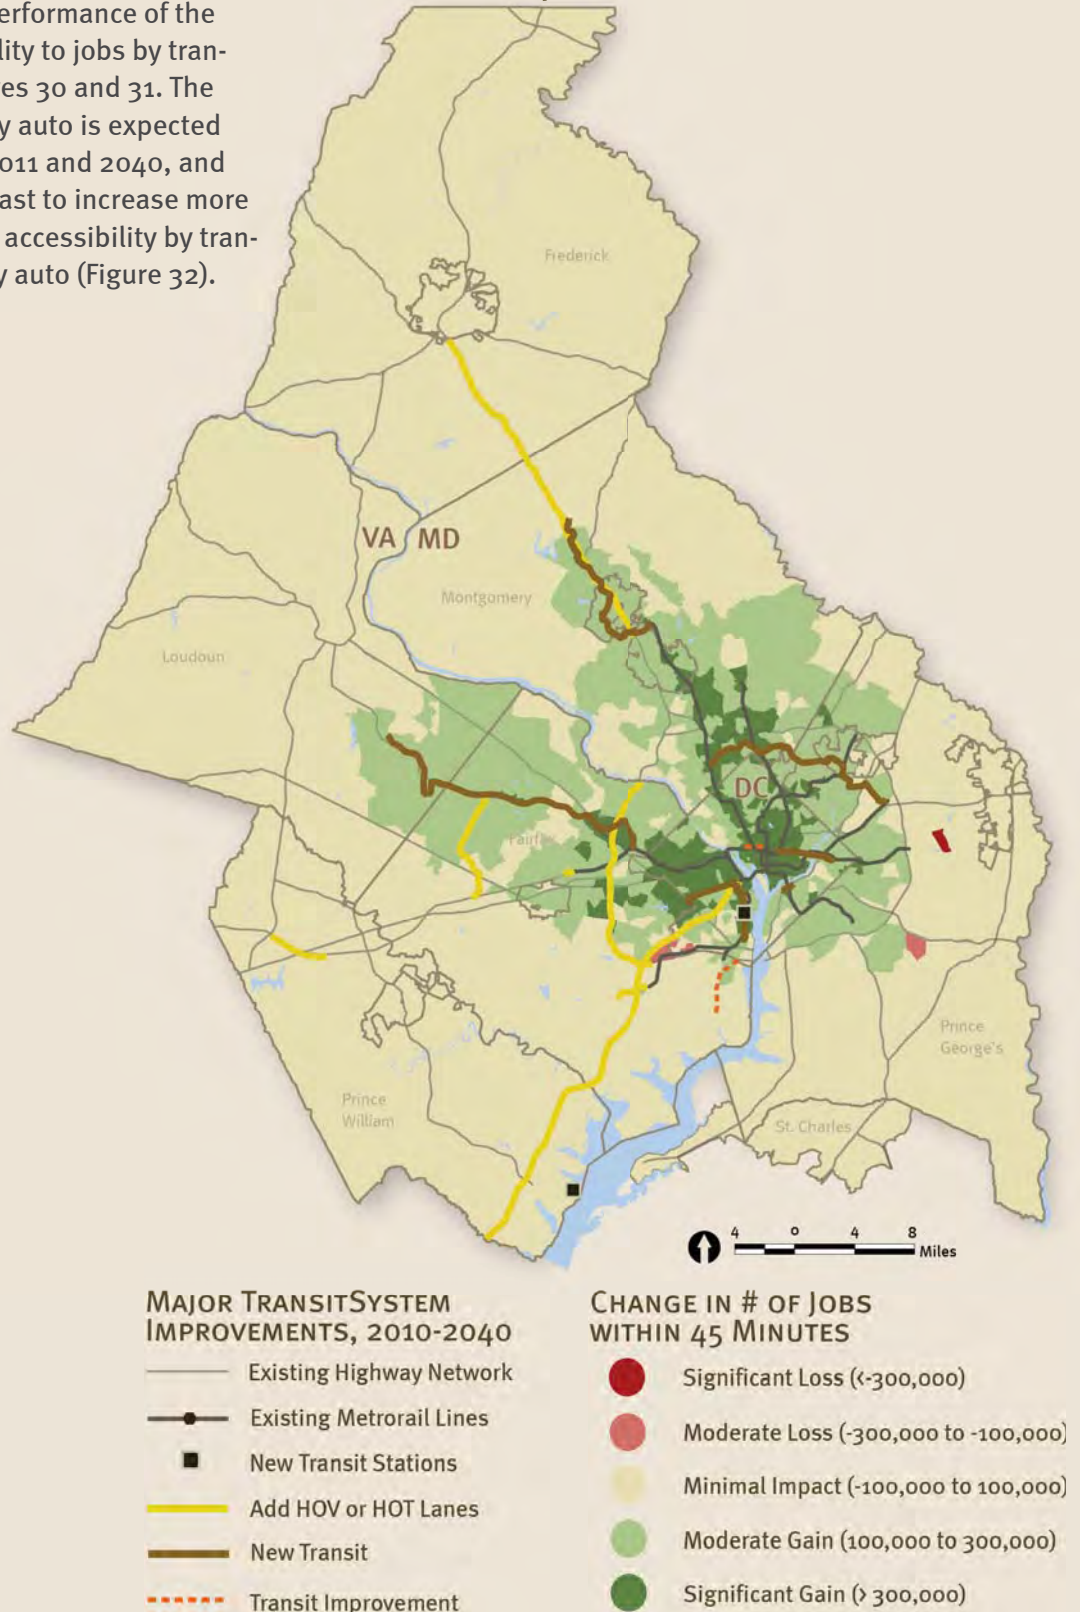 erformance of the
lity to jobs by tran-
es 30 and 31. The
y auto is expected
011 and 2040, and
ast to increase more
accessibility by tran-
y auto (Figure 32).
Frederick
VA
MD
Montgomery
Loudoun
DC
Fairfax
Prince
George's
Prince
William
St. Charles
4 0 4 8
Miles
Major TransitSystem
Improvements, 2010-2040
Existing Highway Network
Existing Metrorail Lines
New Transit Stations
Add HOV or HOT Lanes
New Transit
Transit Improvement
Change in # of Jobs
within 45 Minutes
Significant Loss (<-300,000)
Moderate Loss (-300,000 to -100,000)
Minimal Impact (-100,000 to 100,000)
Moderate Gain (100,000 to 300,000)
Significant Gain (> 300,000)